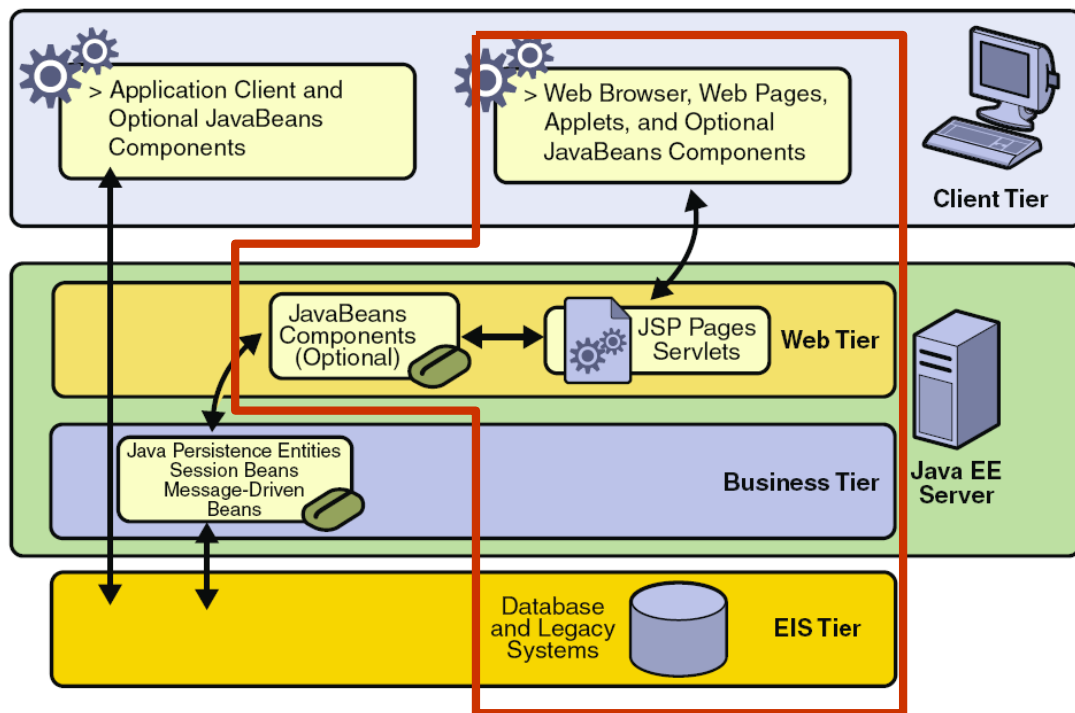 > Application Client and
Optional JavaBeans
Components
> Web Browser, Web Pages,
Applets, and Optional
JavaBeans Components
Client Tier
JavaBeans
Components
(Optional)
JSP Pages
Servlets
Web Tier
Java Persistence Entities
Session Beans
Message-Driven
Beans
Business Tier
Java EE
Server
Database
and Legacy
Systems
EIS Tier